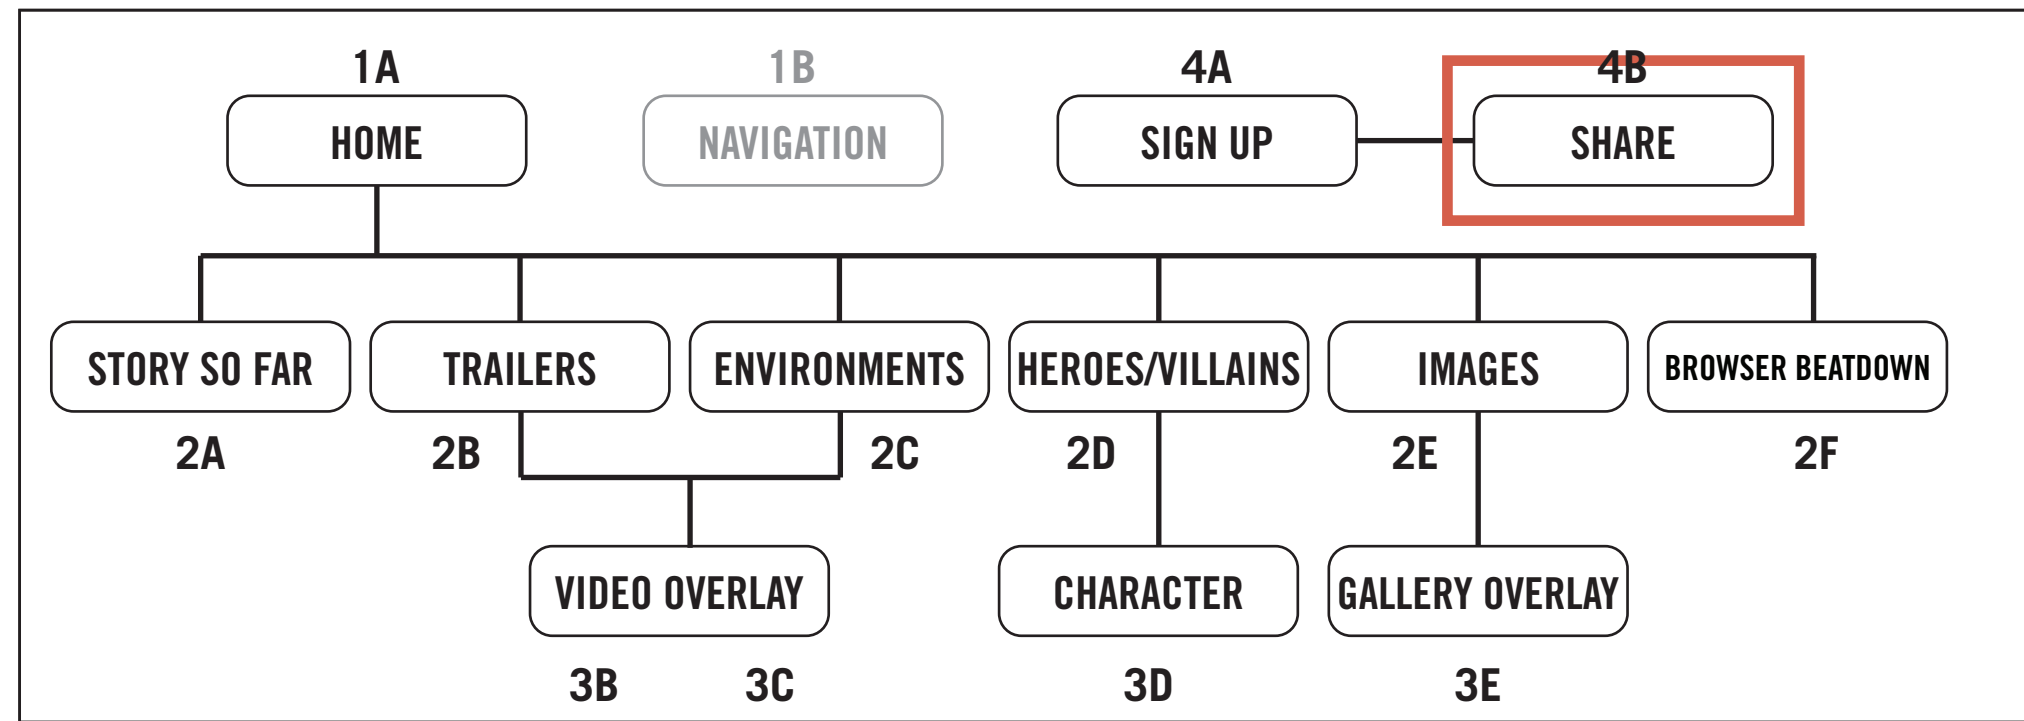 1A 1B 4A 4B
HOME NAVIGATION SIGN UP SHARE
STORY SO FAR TRAILERS ENVIRONMENTS HEROES/VILLAINS IMAGES BROWSER BEATDOWN
2A 2B 2C 2D 2E 2F
VIDEO OVERLAY CHARACTER GALLERY OVERLAY
3B 3C 3D 3E